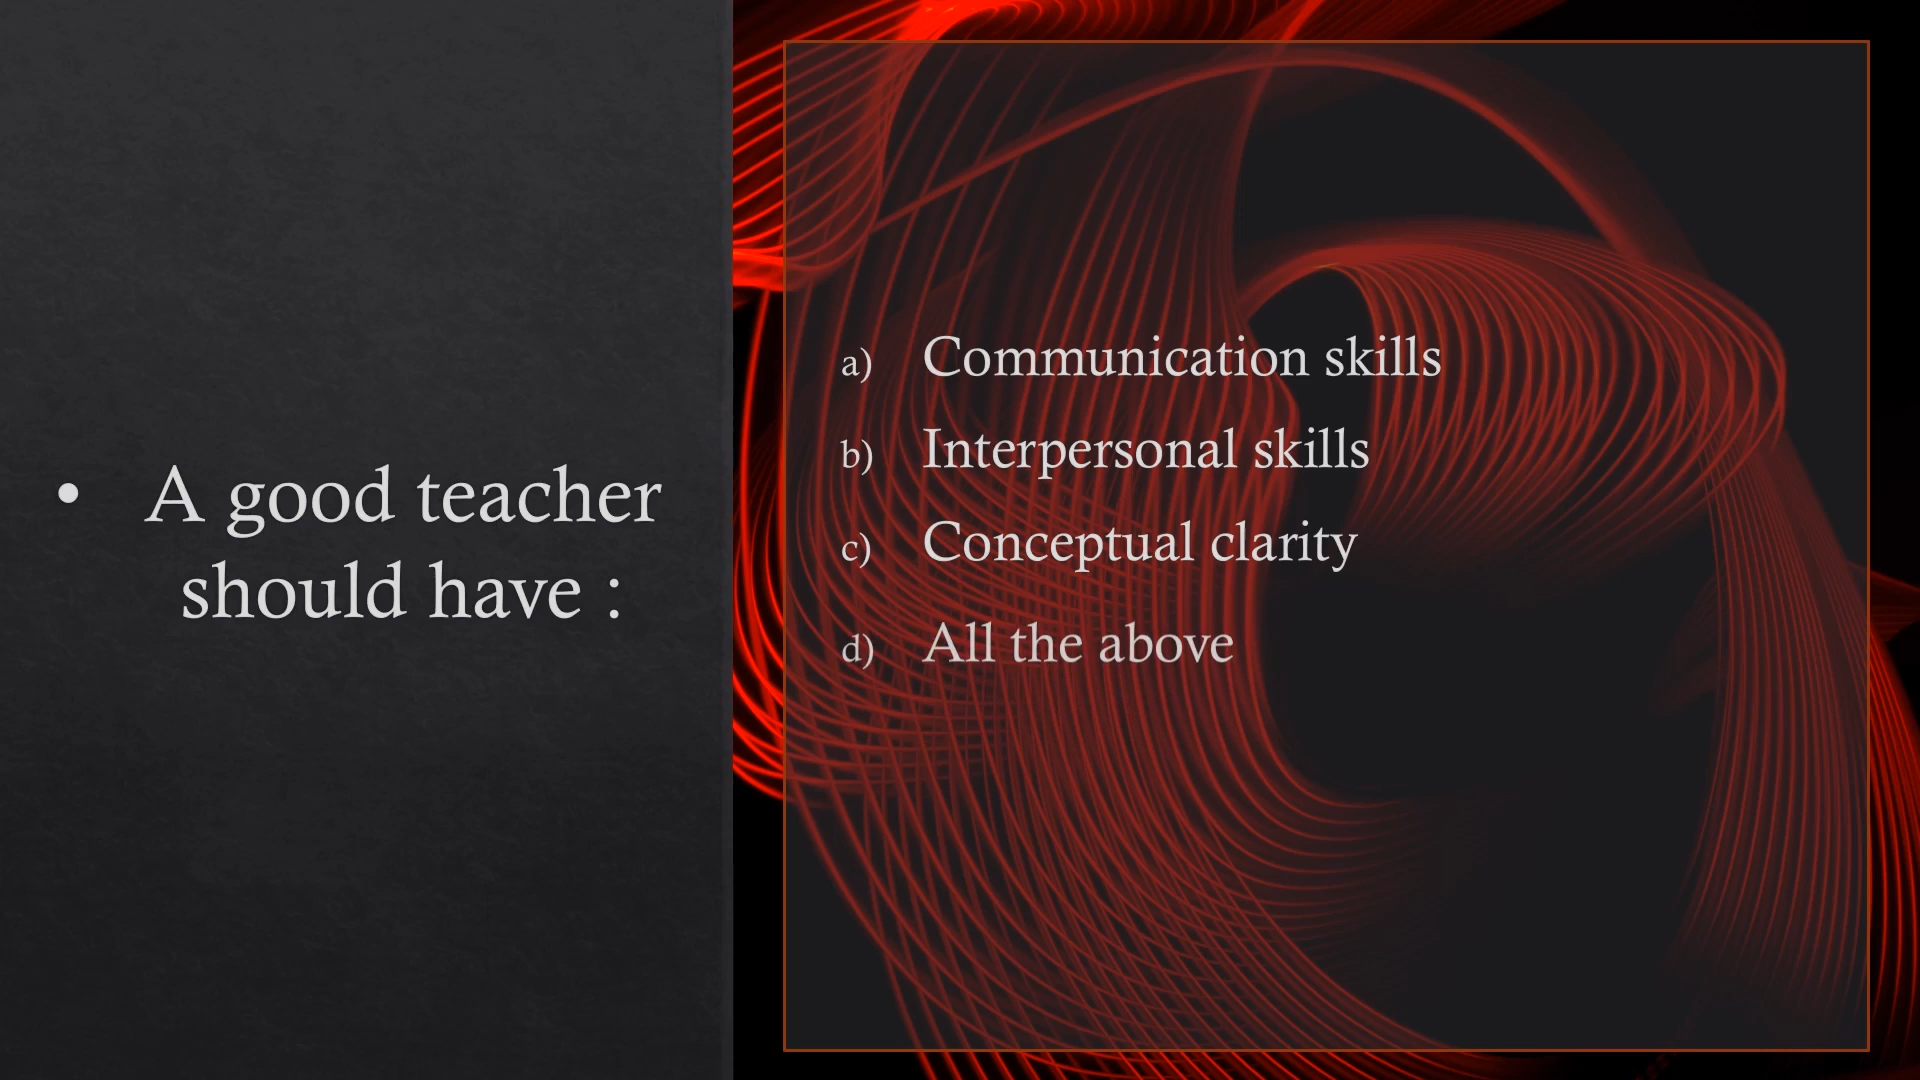 • A good teacher
should have :
a) Communication skills
b) Interpersonal skills
c) Conceptual clarity
d) All the above